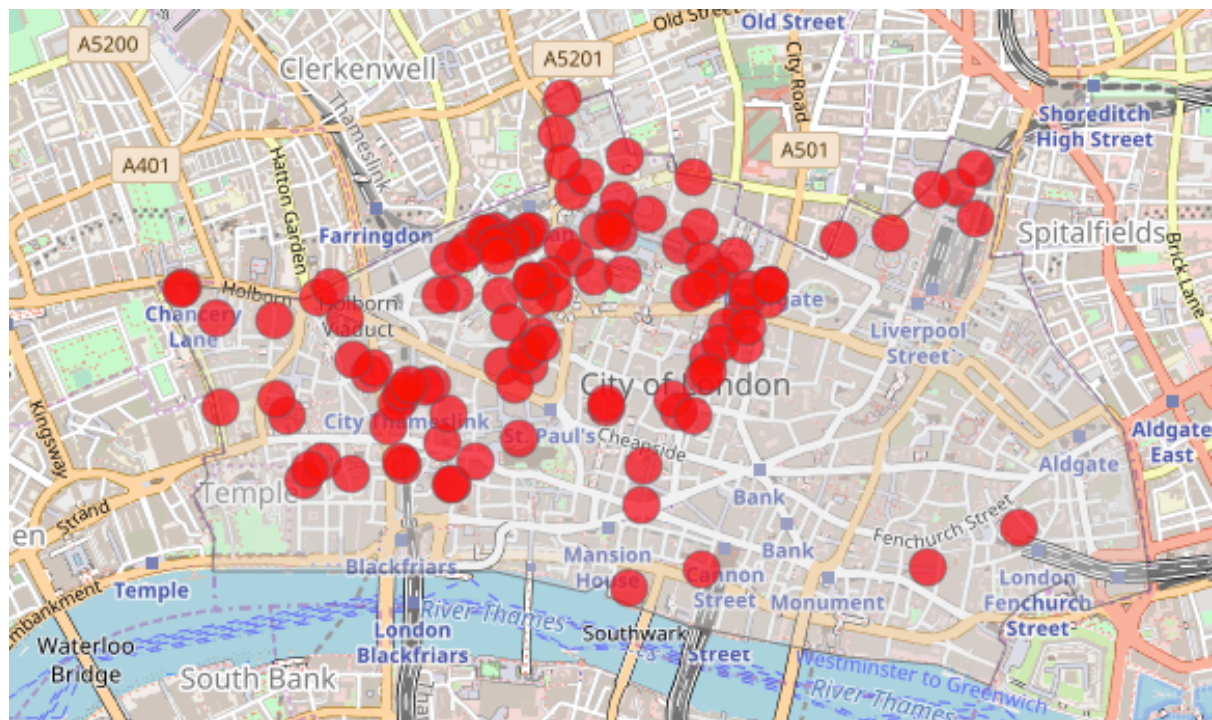 Old Street
Old Street
A5200
A5201
Clerkenwell
City Road
Thameslink
Shoreditch
High Street
A501
A401
Hatton Garden
Farringdon
Spitalfields
Brick Lane
Holborn
Holborn
Viaduct
Chancery
Lane
Liverpool
Street
Kingsway
City of London
City Thameslink
St. Paul's
Cheapside
Aldgate
East
Aldgate
Temple
Bank
Strand
Fenchurch Street
en
Mansion
House
Bank
Blackfriars
Cannon
Street
London
Fenchurch
Street
Temple
Monument
River Thames
mbankment
London
Blackfriars
Southwark
Street
Waterloo
Bridge
Westminster to Greenwich
South Bank
River Thames
Tha